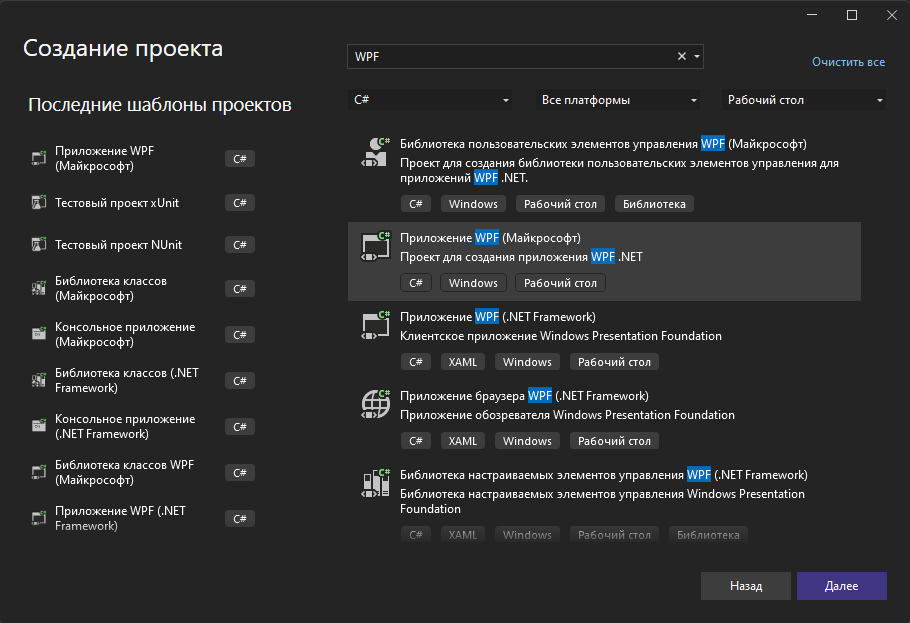 Создание проекта
WPF
Очистить все
C#
Все платформы
Рабочий стол
Последние шаблоны проектов
Приложение WPF
(Майкрософт)
C#
Тестовый проект xUnit
C#
Тестовый проект NUnit
C#
Библиотека классов
(Майкрософт)
C#
Консольное приложение
(Майкрософт)
C#
Библиотека классов (.NET
Framework)
C#
Консольное приложение
(.NET Framework)
C#
Библиотека классов WPF
(Майкрософт)
C#
Приложение WPF (.NET
Framework)
C#
Библиотека пользовательских элементов управления WPF (Майкрософт)
Проект для создания библиотеки пользовательских элементов управления для
приложений WPF .NET.
C# Windows Рабочий стол Библиотека
Приложение WPF (Майкрософт)
Проект для создания приложения WPF .NET
C# Windows Рабочий стол
Приложение WPF (.NET Framework)
Клиентское приложение Windows Presentation Foundation
C# XAML Windows Рабочий стол
Приложение браузера WPF (.NET Framework)
Приложение обозревателя Windows Presentation Foundation
C# XAML Windows Рабочий стол
Библиотека настраиваемых элементов управления WPF (.NET Framework)
Библиотека настраиваемых элементов управления Windows Presentation
Foundation
C# XAML Windows Рабочий стол Библиотека
Назад
Далее